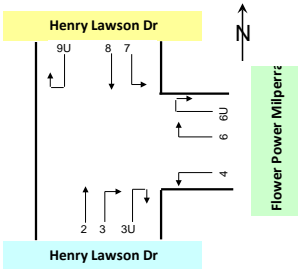 Henry Lawson Dr
N
9U 8 7
6U
6
4
Flower Power Milperra
2 3 3U
Henry Lawson Dr